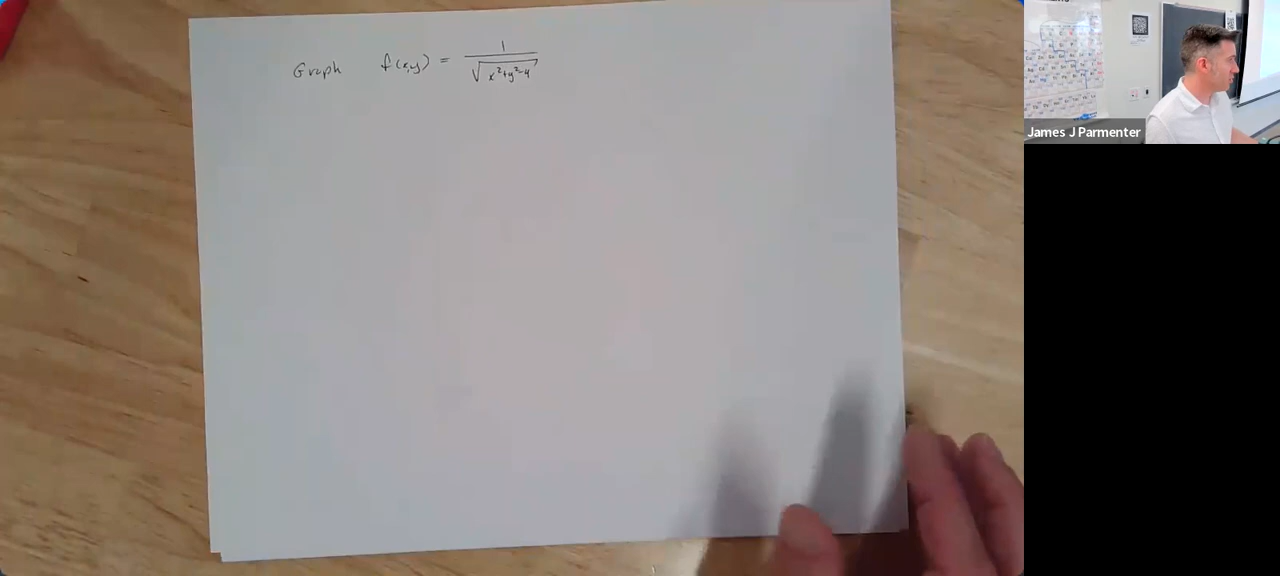 Graph f(x,y) = 1/√(x²+y²-4)
James J Parmenter